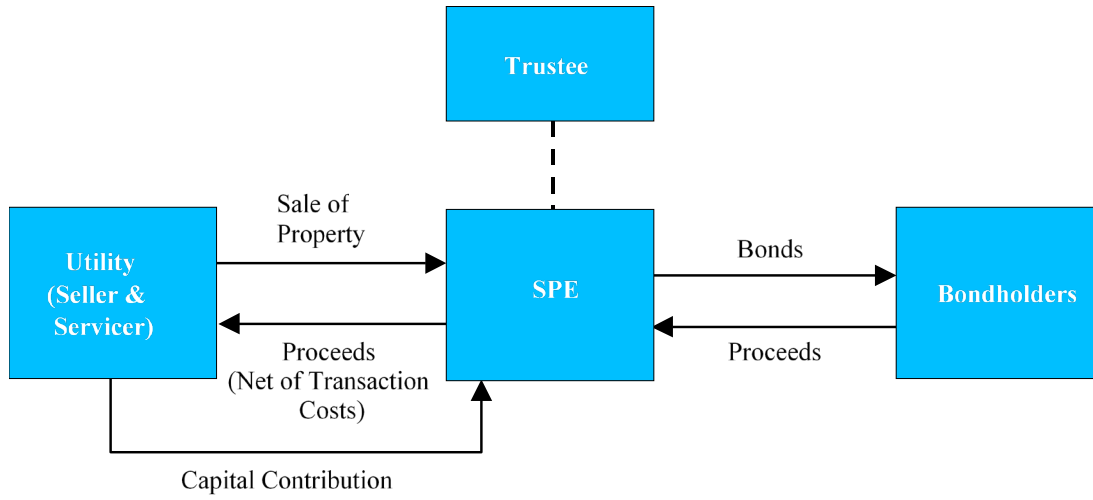 Trustee
Sale of
Property
Utility
(Seller &
Servicer)
SPE
Bonds
Bondholders
Proceeds
(Net of Transaction
Costs)
Proceeds
Capital Contribution